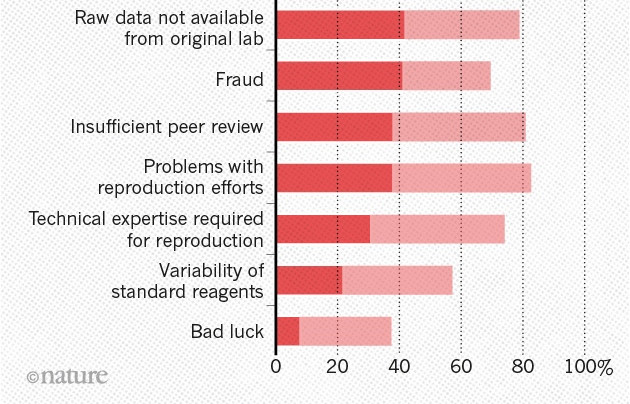 Raw data not available
from original lab
Fraud
Insufficient peer review
Problems with
reproduction efforts
Technical expertise required
for reproduction
Variability of
standard reagents
Bad luck
0 20 40 60 80 100%
©nature